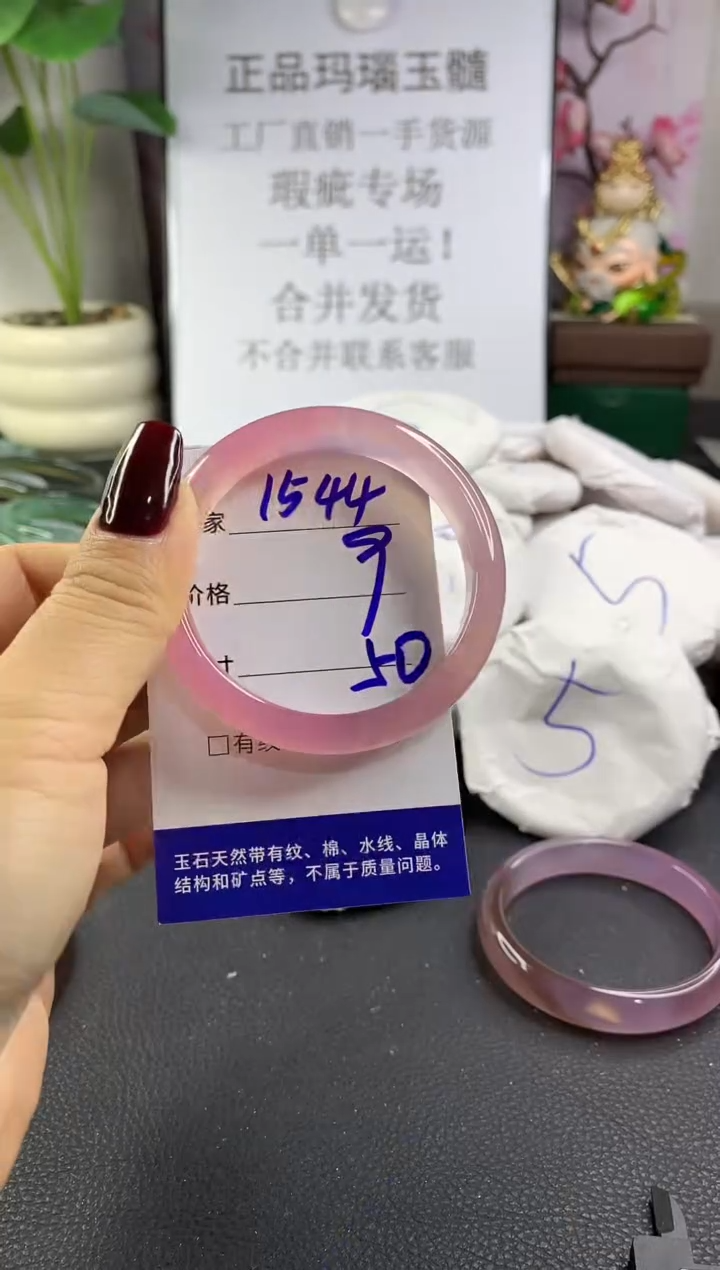 正品玛瑙玉髓
工厂直销一手货源
瑕疵专场
一单一运！
合并发货
不合并联系客服
家 1544
价格
寸 50
□有纹
玉石天然带有纹、棉、水线、晶体
结构和矿点等，不属于质量问题。
5
5